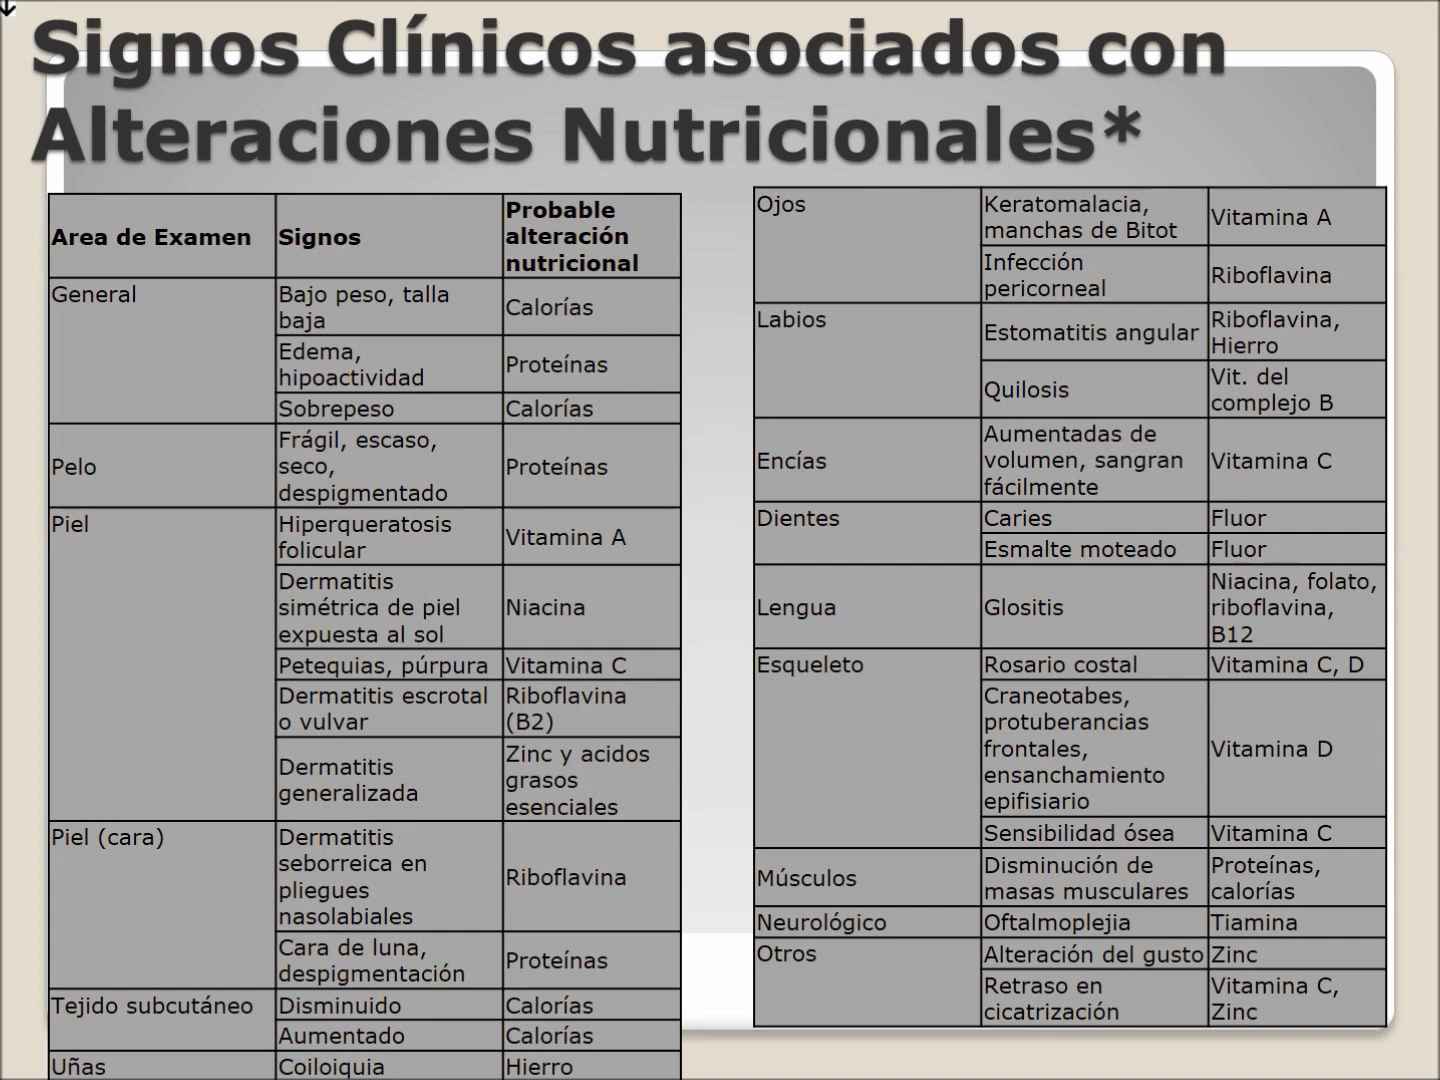 Signos Clínicos asociados con
Alteraciones Nutricionales*
Area de Examen
Signos
Probable
alteración
nutricional
General
Bajo peso, talla
baja
Calorías
Edema,
hipoactividad
Proteínas
Sobrepeso
Calorías
Pelo
Frágil, escaso,
seco,
despigmentado
Proteínas
Piel
Hiperqueratosis
folicular
Vitamina A
Dermatitis
simétrica de piel
expuesta al sol
Niacina
Petequias, púrpura
Vitamina C
Dermatitis escrotal
o vulvar
Riboflavina
(B2)
Dermatitis
generalizada
Zinc y acidos
grasos
esenciales
Piel (cara)
Dermatitis
seborreica en
pliegues
nasolabiales
Riboflavina
Cara de luna,
despigmentación
Proteínas
Tejido subcutáneo
Disminuido
Calorías
Aumentado
Calorías
Uñas
Coiloiquia
Hierro
Ojos
Keratomalacia,
manchas de Bitot
Vitamina A
Infección
pericorneal
Riboflavina
Labios
Estomatitis angular
Riboflavina,
Hierro
Quilosis
Vit. del
complejo B
Encías
Aumentadas de
volumen, sangran
fácilmente
Vitamina C
Dientes
Caries
Fluor
Esmalte moteado
Fluor
Lengua
Glositis
Niacina, folato,
riboflavina,
B12
Esqueleto
Rosario costal
Vitamina C, D
Craneotabes,
protuberancias
frontales,
ensanchamiento
epifisiario
Vitamina D
Sensibilidad ósea
Vitamina C
Músculos
Disminución de
masas musculares
Proteínas,
calorías
Neurológico
Oftalmoplejia
Tiamina
Otros
Alteración del gusto
Zinc
Retraso en
cicatrización
Vitamina C,
Zinc